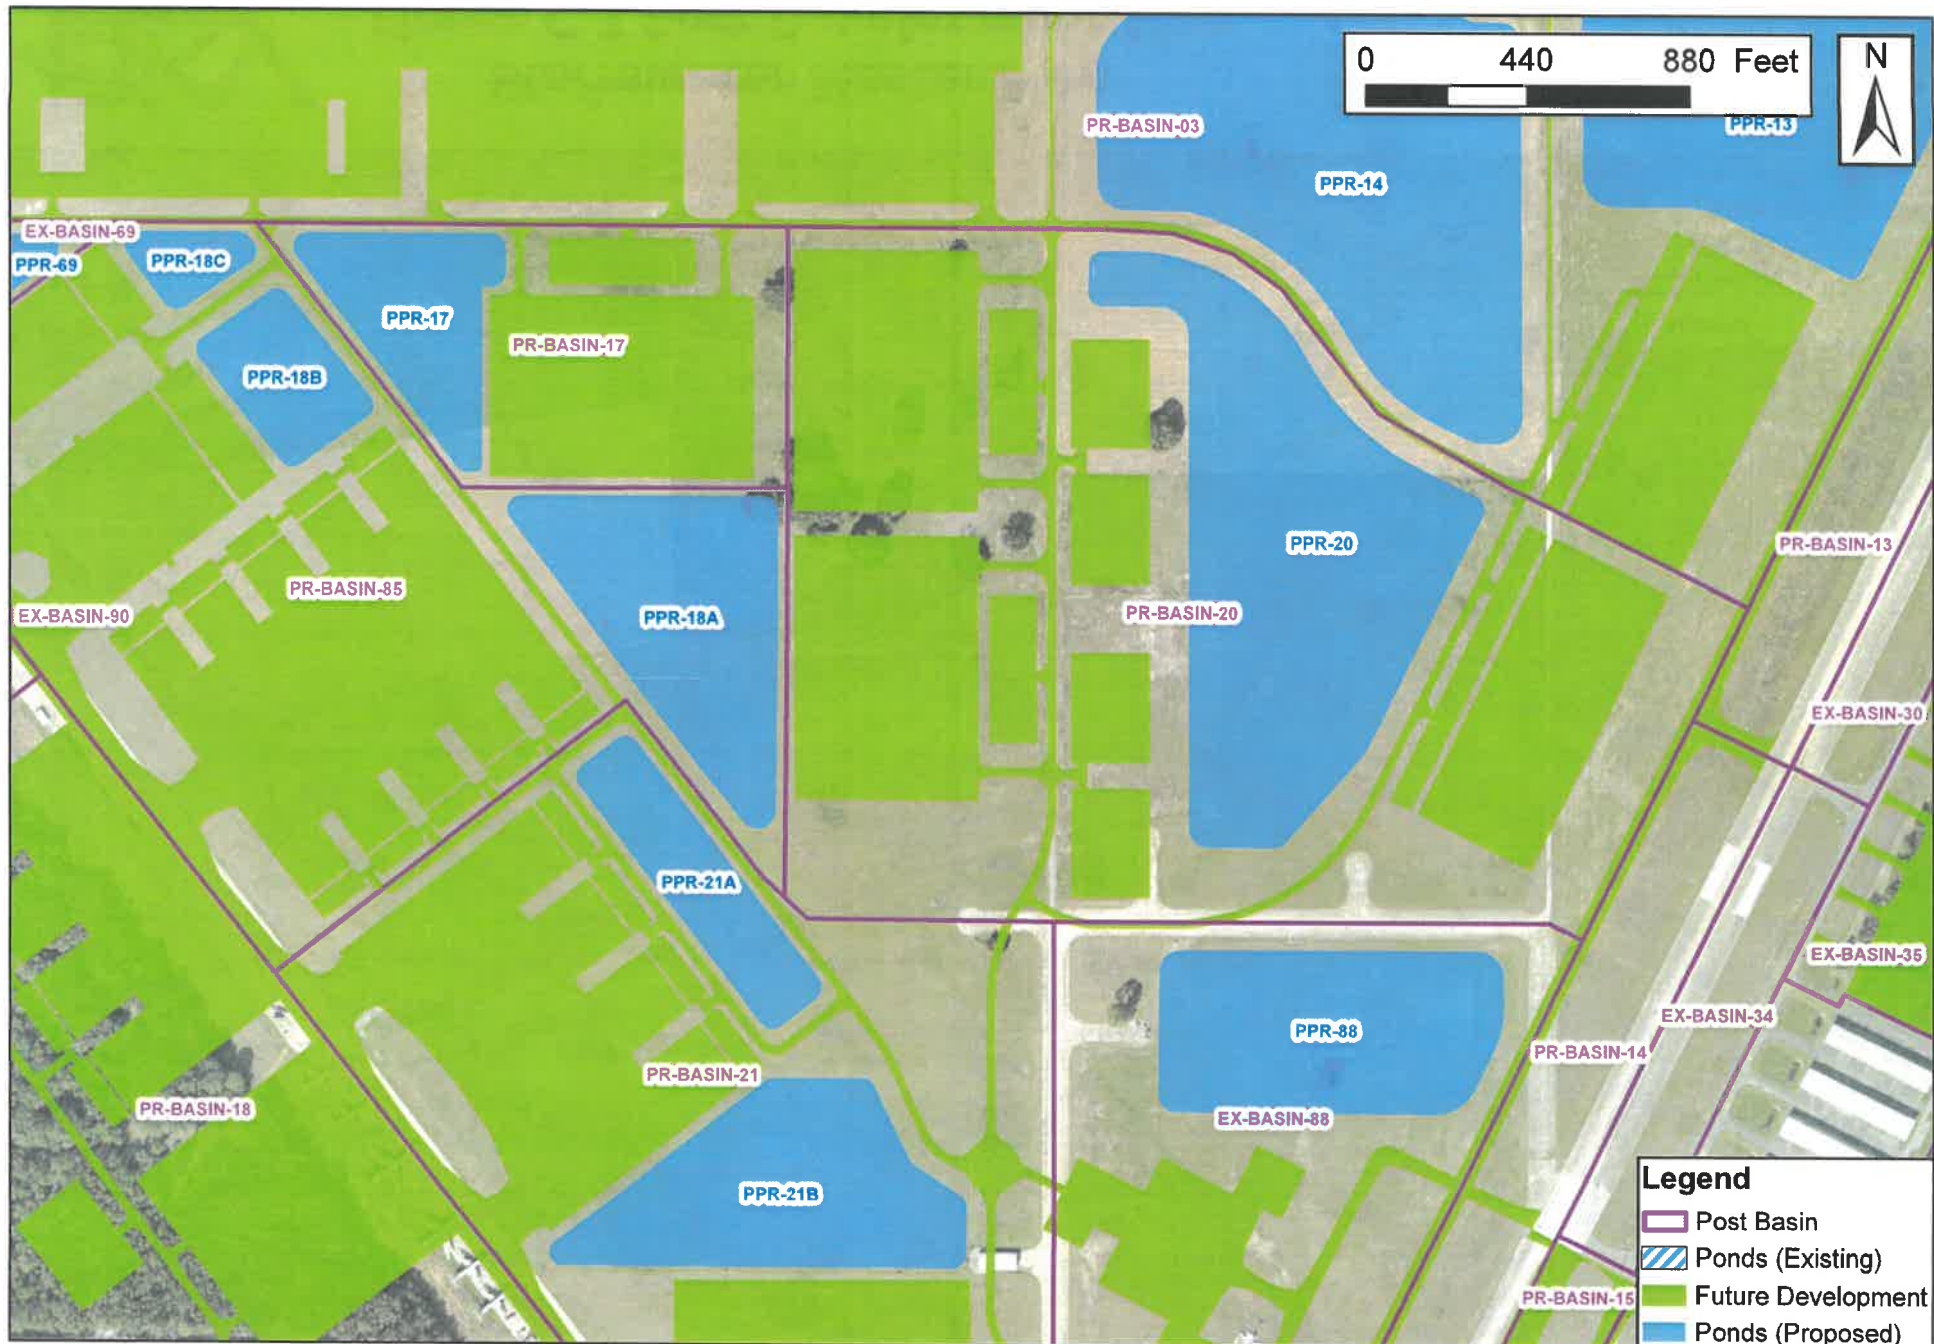 0 440 880 Feet
N
PR-BASIN-03
PPR-13
PPR-14
EX-BASIN-69
PPR-69
PPR-18C
PPR-17
PR-BASIN-17
PPR-18B
PPR-20
PR-BASIN-13
PR-BASIN-85
EX-BASIN-90
PPR-18A
PR-BASIN-20
EX-BASIN-30
PPR-21A
EX-BASIN-35
EX-BASIN-34
PPR-88
PR-BASIN-14
PR-BASIN-21
PR-BASIN-18
EX-BASIN-88
PPR-21B
PR-BASIN-15
Legend
Post Basin
Ponds (Existing)
Future Development
Ponds (Proposed)